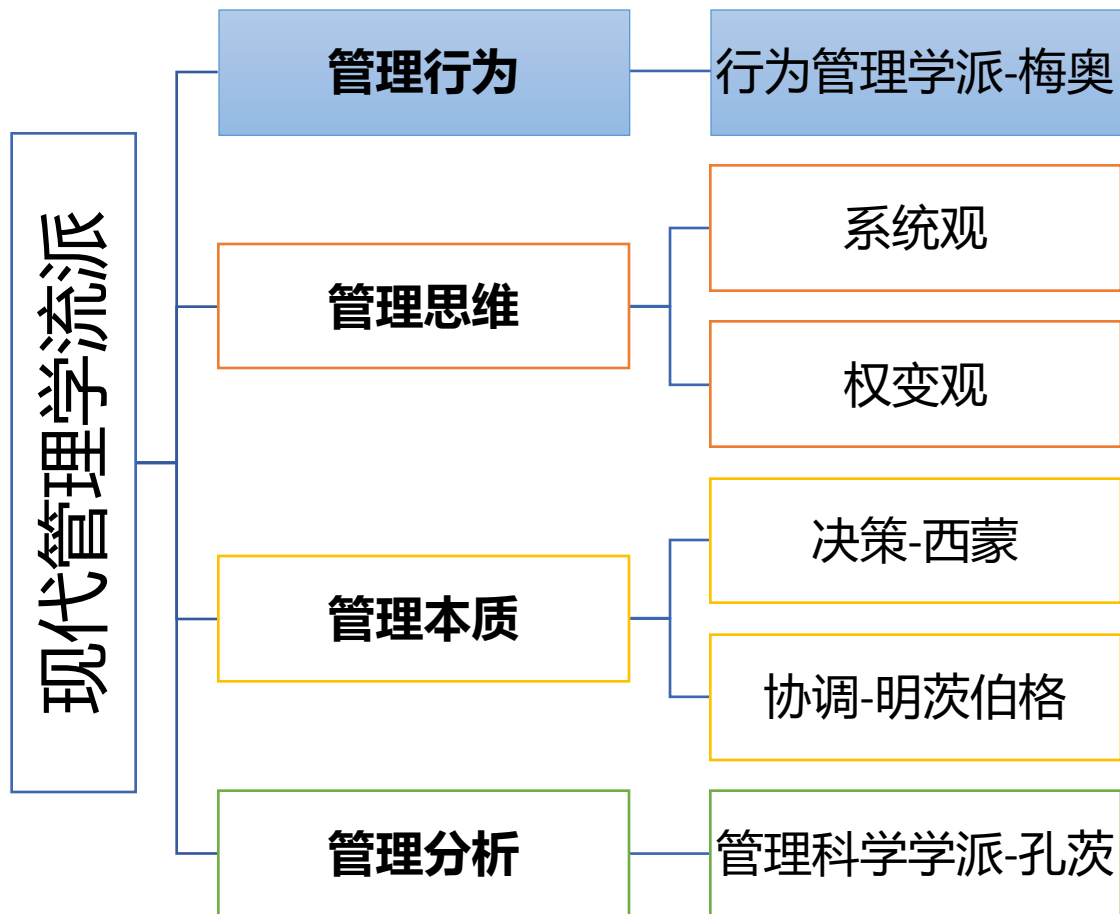 现代管理学流派
管理行为
行为管理学派-梅奥
管理思维
系统观
权变观
管理本质
决策-西蒙
协调-明茨伯格
管理分析
管理科学学派-孔茨